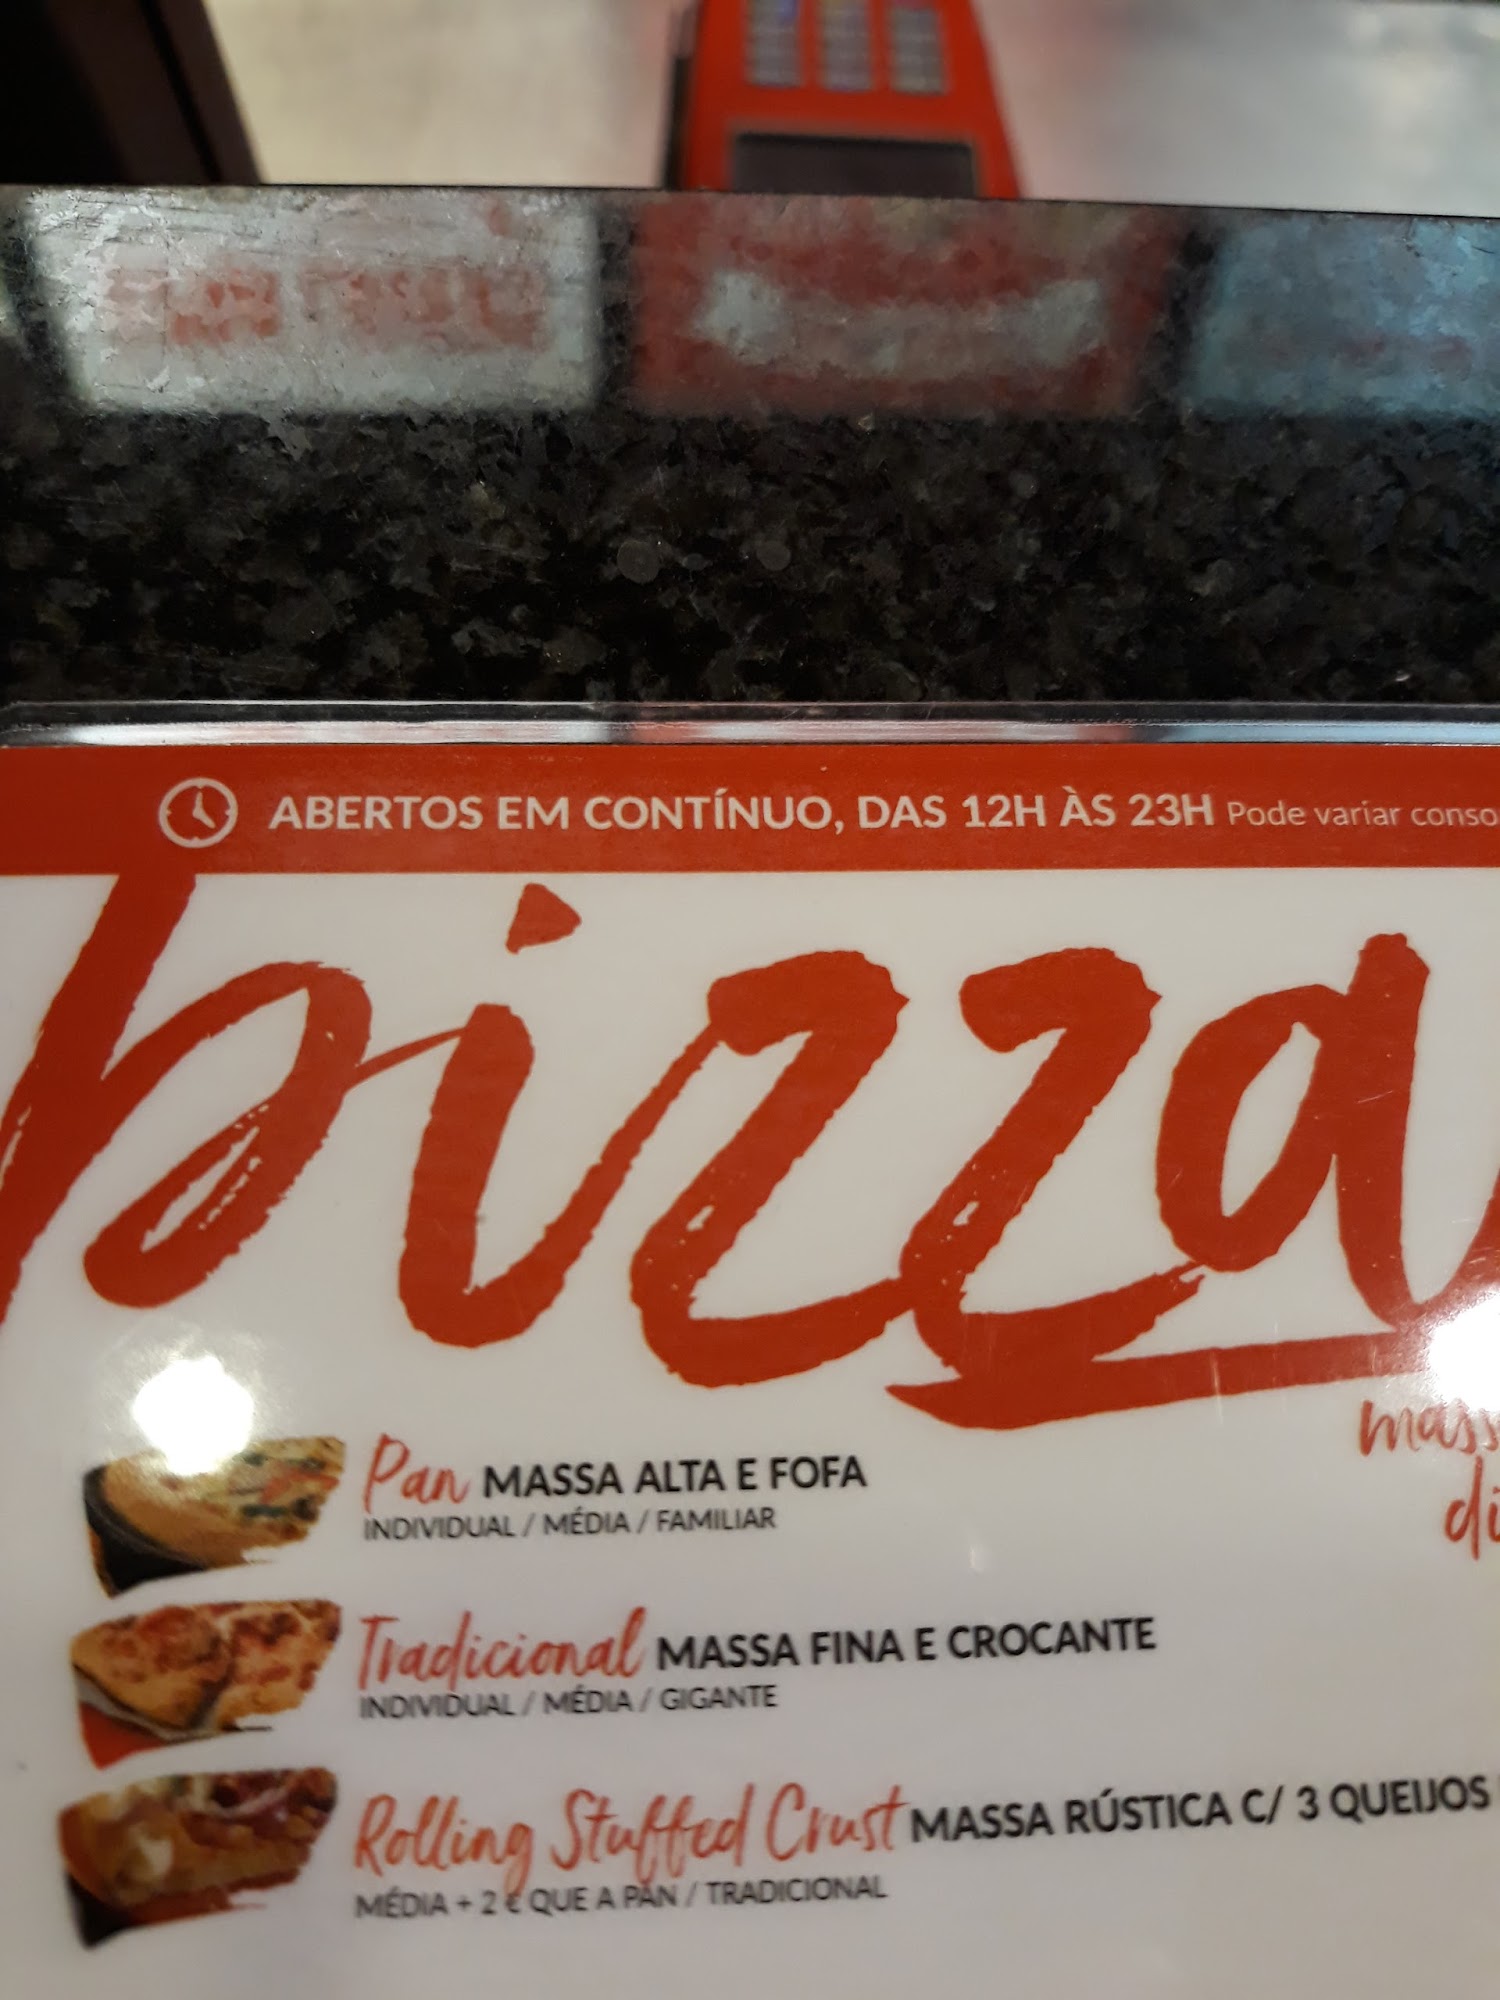 ABERTOS EM CONTÍNUO, DAS 12H ÀS 23H Pode variar
pizza
Pan MASSA ALTA E FOFA
INDIVIDUAL / MÉDIA / FAMILIAR
Tradicional MASSA FINA E CROCANTE
INDIVIDUAL / MÉDIA / GIGANTE
Rolling Stuffed Crust MASSA RÚSTICA C/ 3 QUEIJOS
MÉDIA + 2 € QUE A PAN / TRADICIONAL